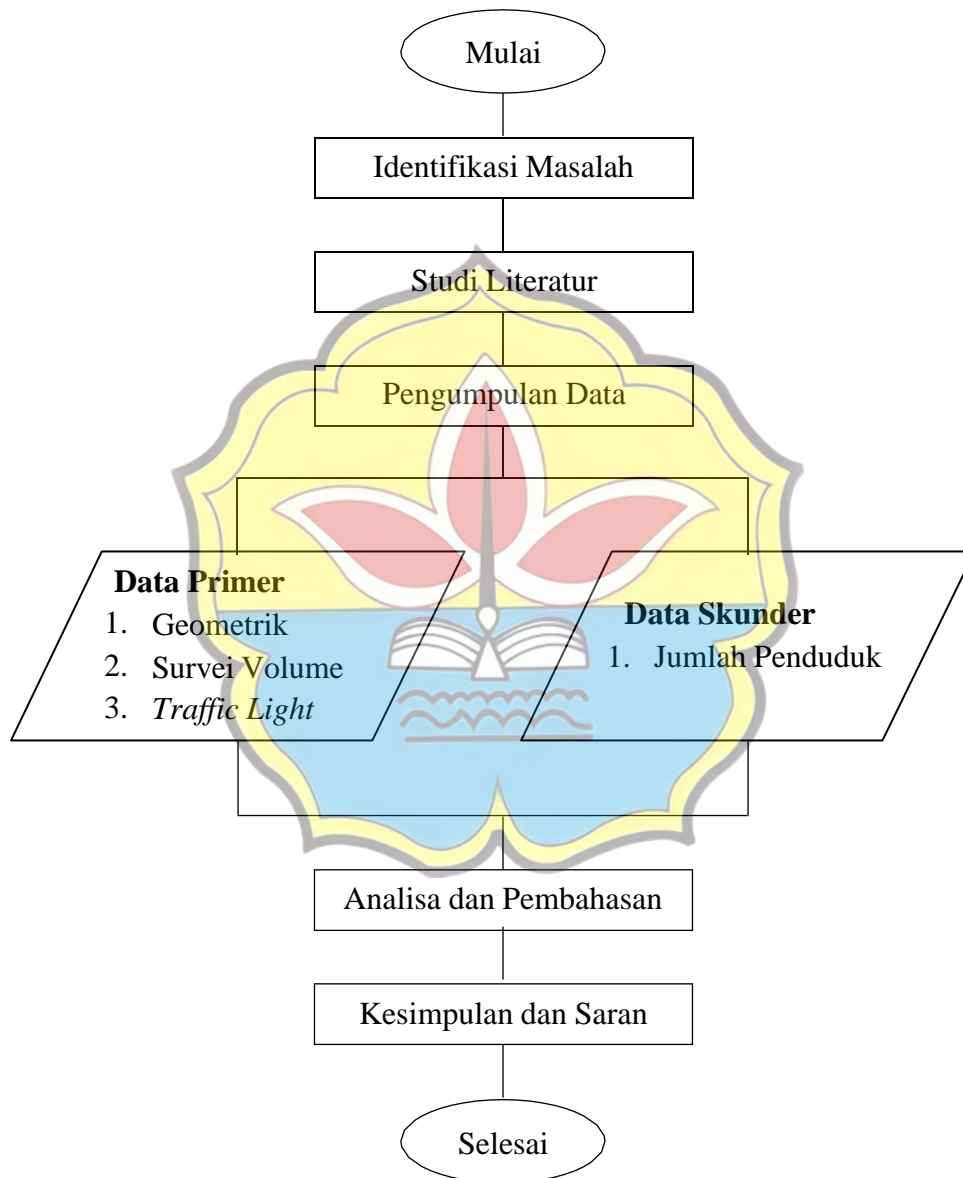 Mulai
Identifikasi Masalah
Studi Literatur
Pengumpulan Data
Data Primer
1. Geometrik
2. Survei Volume
3. Traffic Light
Data Skunder
1. Jumlah Penduduk
Analisa dan Pembahasan
Kesimpulan dan Saran
Selesai